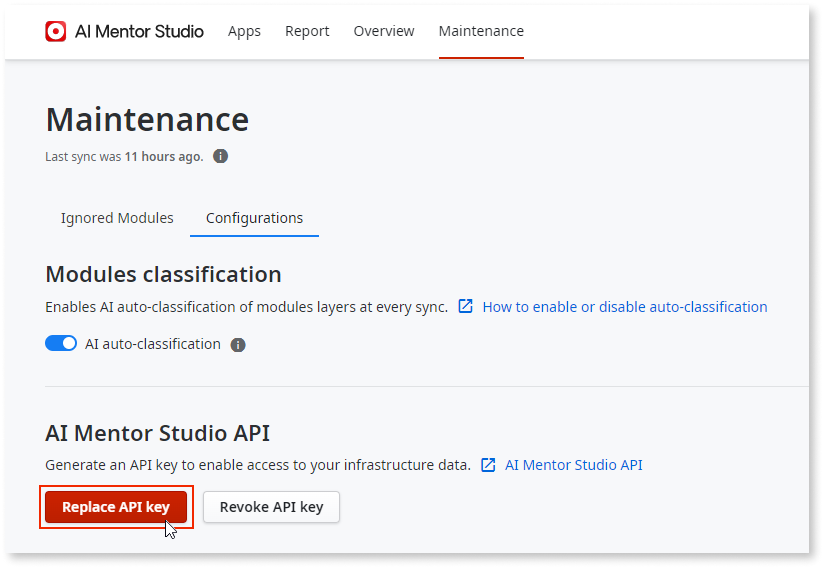 AI Mentor Studio Apps Report Overview Maintenance
Maintenance
Last sync was 11 hours ago.
Ignored Modules Configurations
Modules classification
Enables AI auto-classification of modules layers at every sync. How to enable or disable auto-classification
AI auto-classification
AI Mentor Studio API
Generate an API key to enable access to your infrastructure data. AI Mentor Studio API
Replace API key Revoke API key